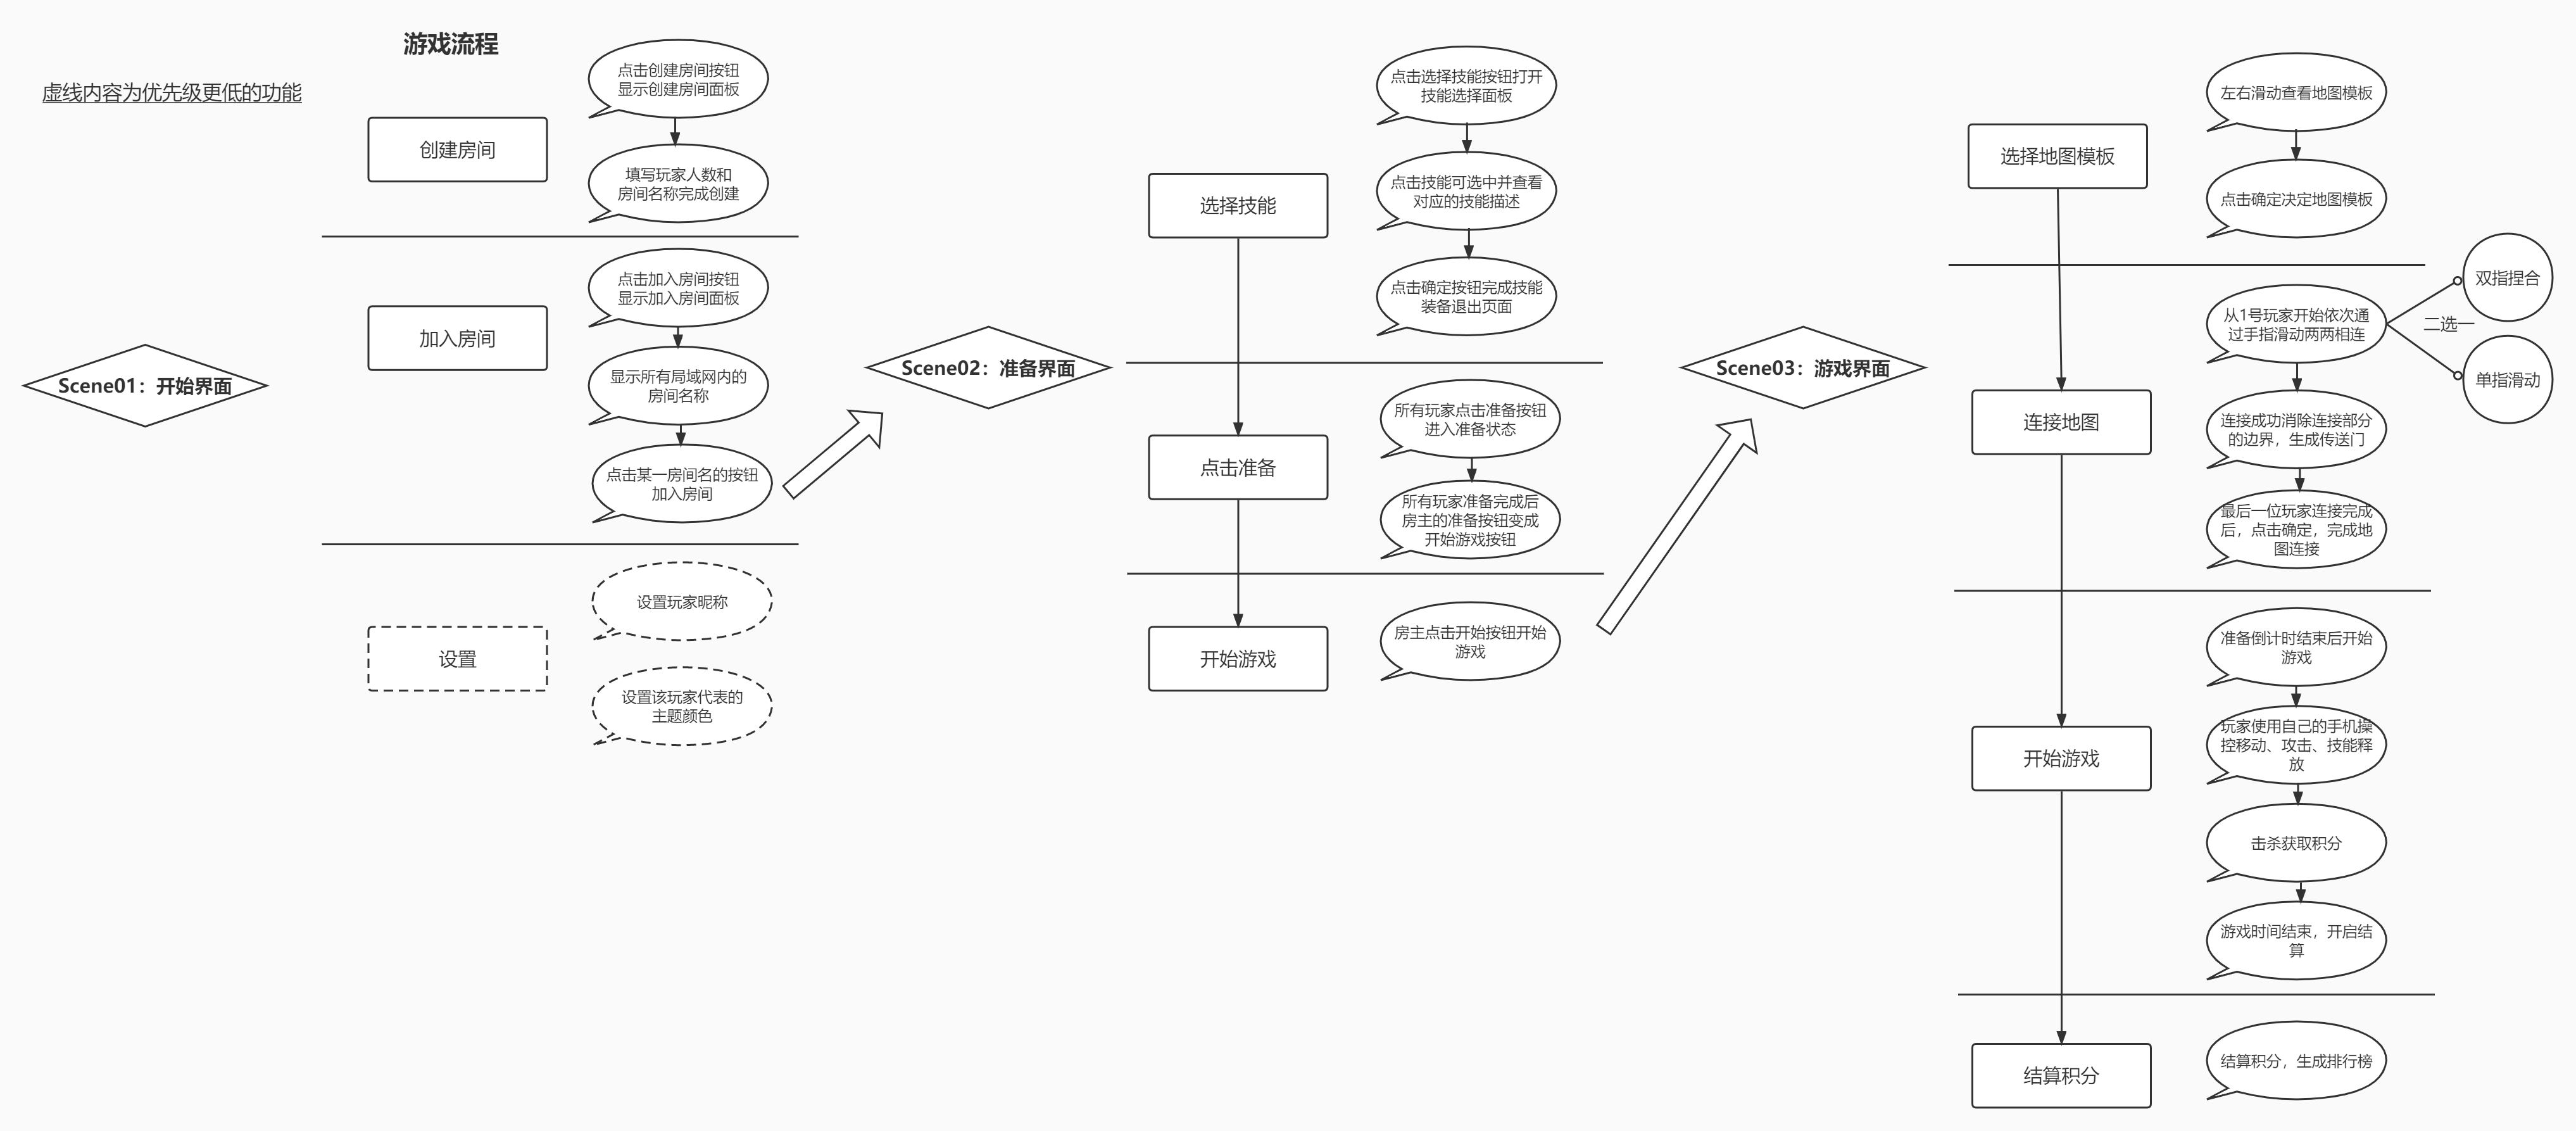 游戏流程
虚线内容为优先级更低的功能
Scene01：开始界面
创建房间
点击创建房间按钮
显示创建房间面板
填写玩家人数和
房间名称完成创建
加入房间
点击加入房间按钮
显示加入房间面板
显示所有局域网内的
房间名称
点击某一房间名的按钮
加入房间
设置
设置玩家昵称
设置该玩家代表的
主题颜色
Scene02：准备界面
选择技能
点击选择技能按钮打开
技能选择面板
点击技能可选中并查看
对应的技能描述
点击确定按钮完成技能
装备退出页面
点击准备
所有玩家点击准备按钮
进入准备状态
所有玩家准备完成后
房主的准备按钮变成
开始游戏按钮
开始游戏
房主点击开始按钮开始
游戏
Scene03：游戏界面
选择地图模板
左右滑动查看地图模板
点击确定决定地图模板
连接地图
从1号玩家开始依次通
过手指滑动两两相连
双指捏合
二选一
单指滑动
连接成功消除连接部分
的边界，生成传送门
最后一位玩家连接完成
后，点击确定，完成地
图连接
开始游戏
准备倒计时结束后开始
游戏
玩家使用自己的手机操
控移动、攻击、技能释
放
击杀获取积分
游戏时间结束，开启结
算
结算积分
结算积分，生成排行榜